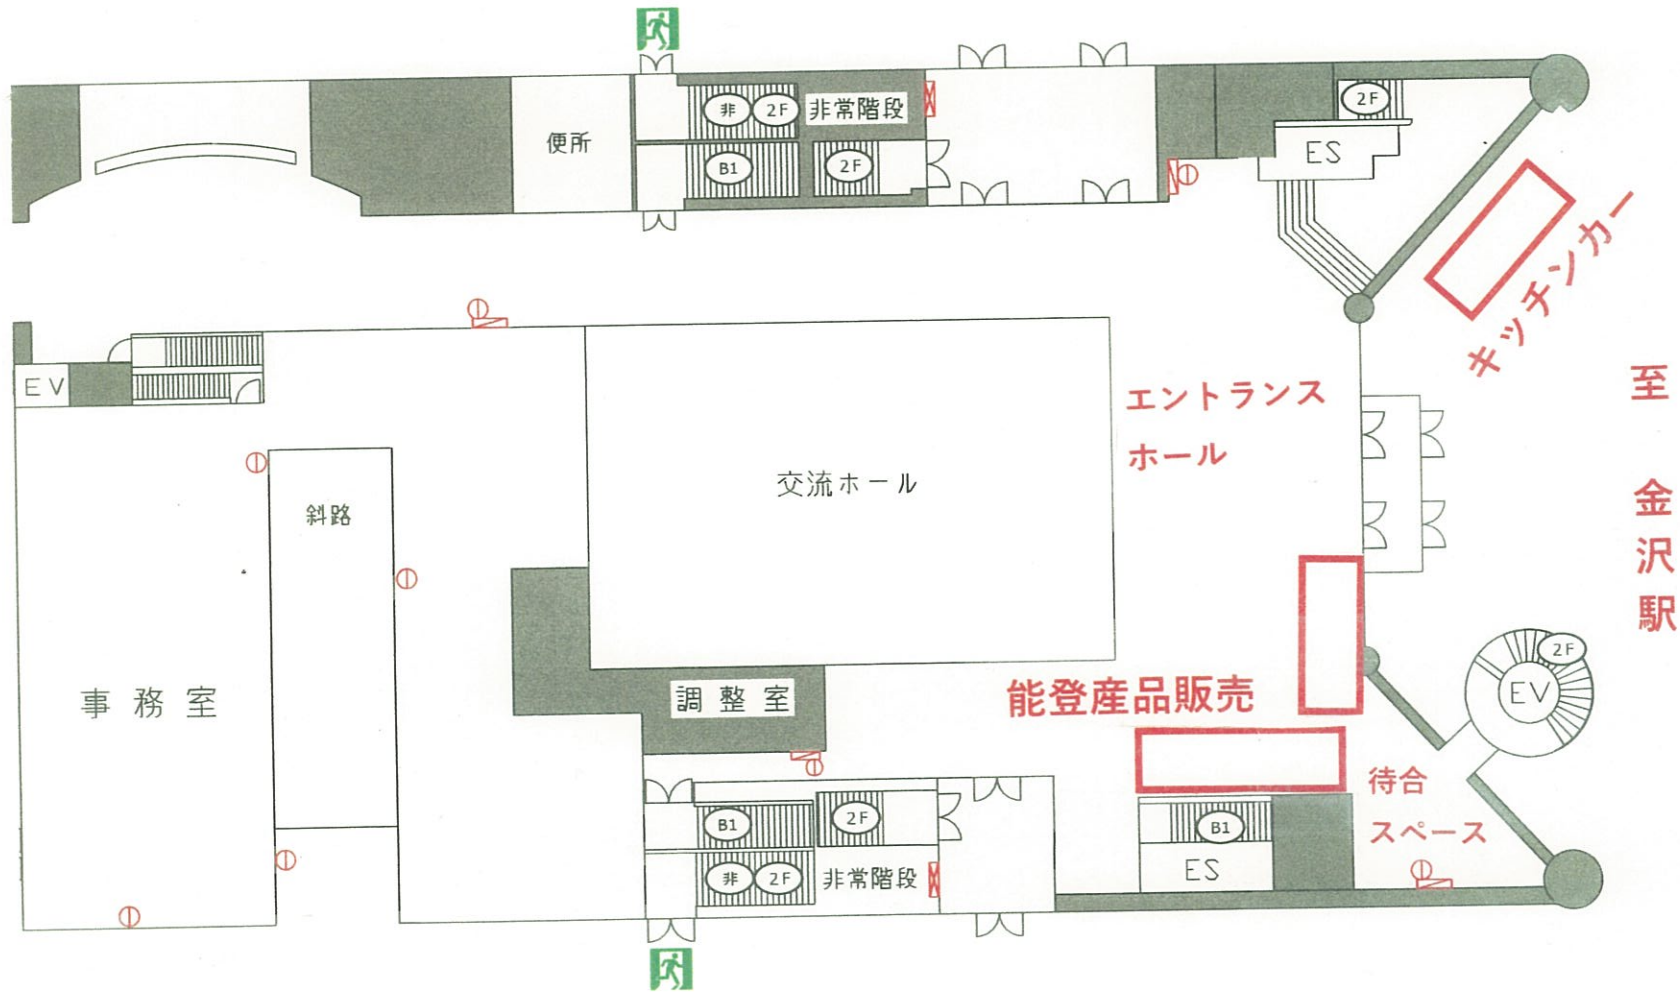 非 2F 非常階段
2F
便所
B1
2F
ES
キッチンカー
EV
エントランス
ホール
交流ホール
斜路
至 金沢駅
事務室
調整室
能登産品販売
2F
EV
待合
スペース
B1
2F
B1
ES
非 2F 非常階段